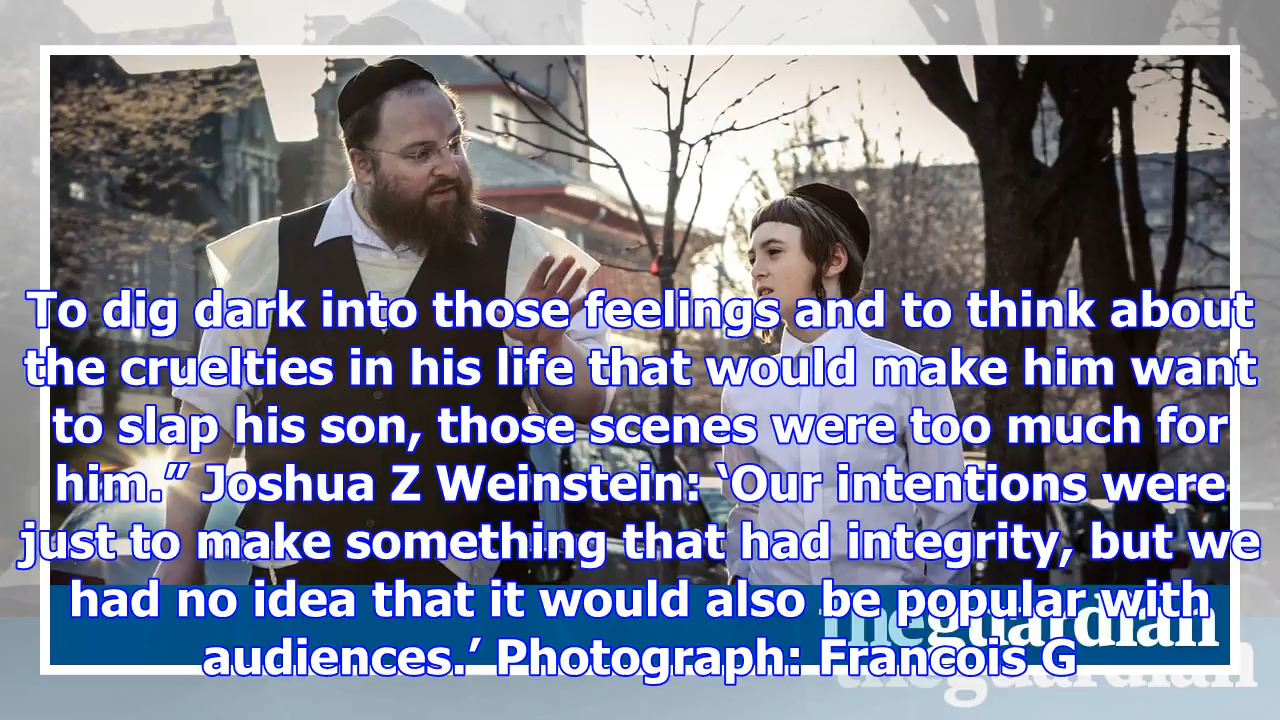 To dig dark into those feelings and to think about
the cruelties in his life that would make him want
to slap his son, those scenes were too much for
him.” Joshua Z Weinstein: ‘Our intentions were
just to make something that had integrity, but we
had no idea that it would also be popular with
audiences.’ Photograph: Francois G
theguardian
theguardian